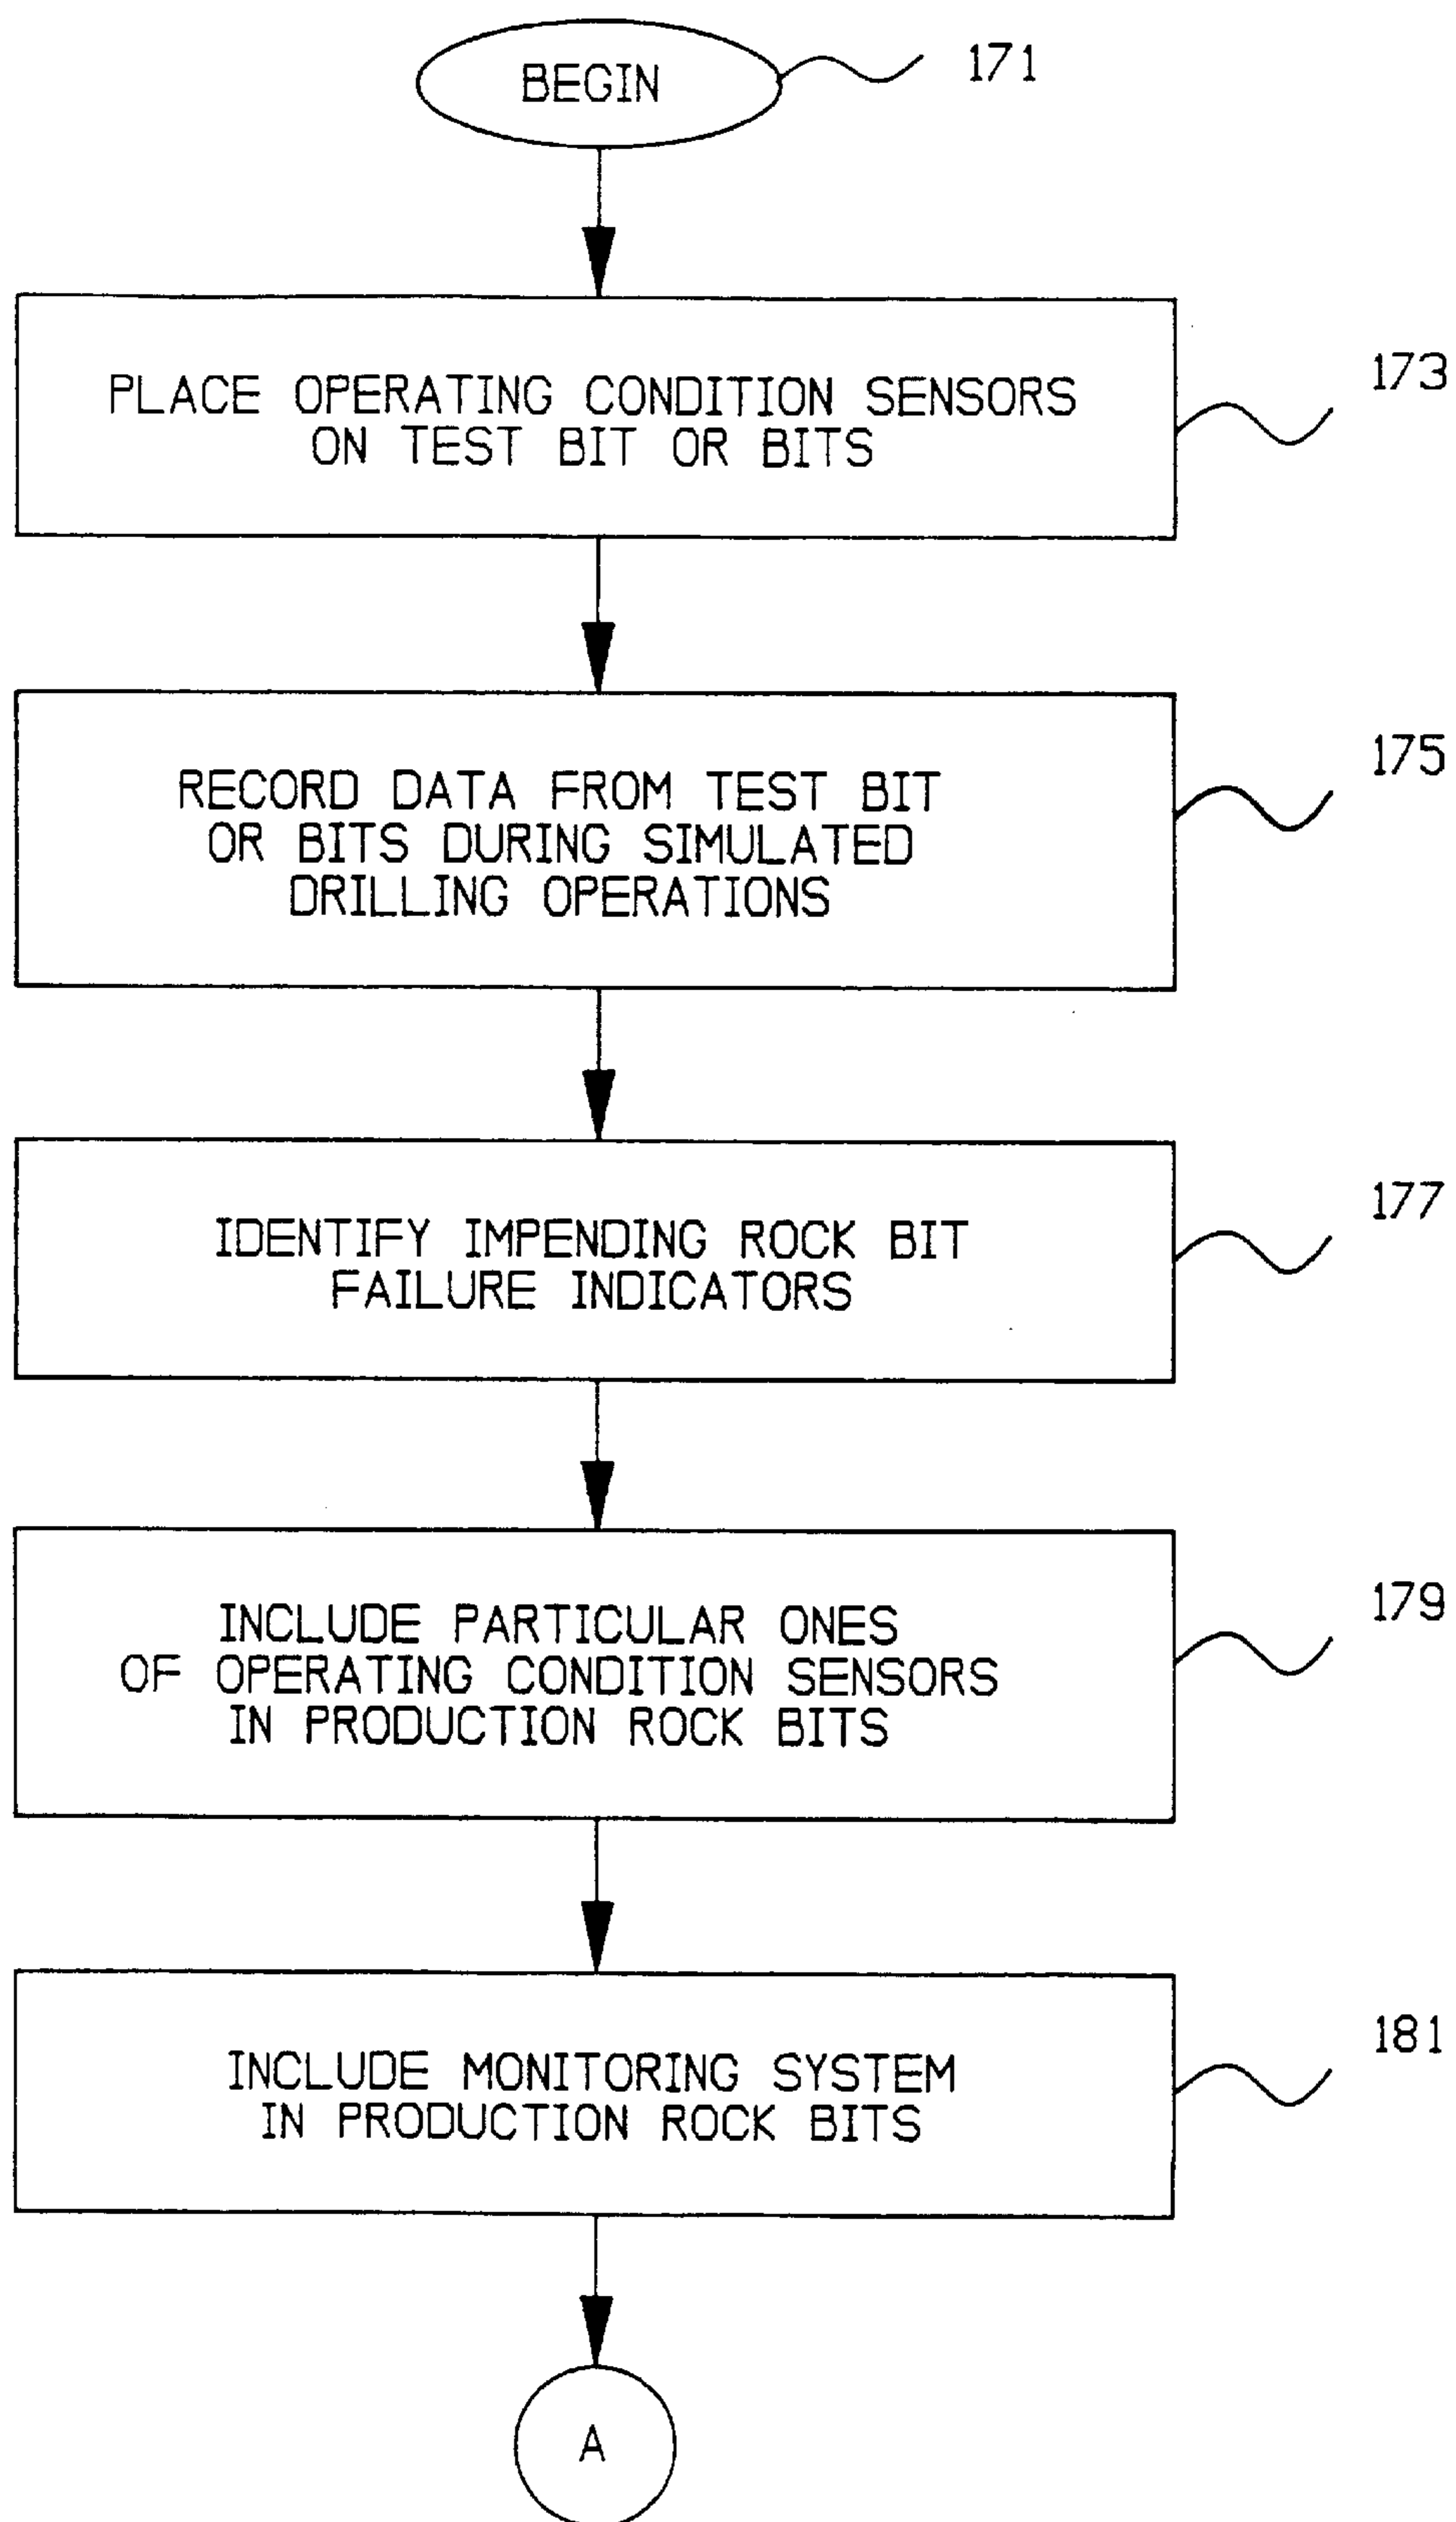 BEGIN
171
PLACE OPERATING CONDITION SENSORS
ON TEST BIT OR BITS
173
RECORD DATA FROM TEST BIT
OR BITS DURING SIMULATED
DRILLING OPERATIONS
175
IDENTIFY IMPENDING ROCK BIT
FAILURE INDICATORS
177
INCLUDE PARTICULAR ONES
OF OPERATING CONDITION SENSORS
IN PRODUCTION ROCK BITS
179
INCLUDE MONITORING SYSTEM
IN PRODUCTION ROCK BITS
181
A